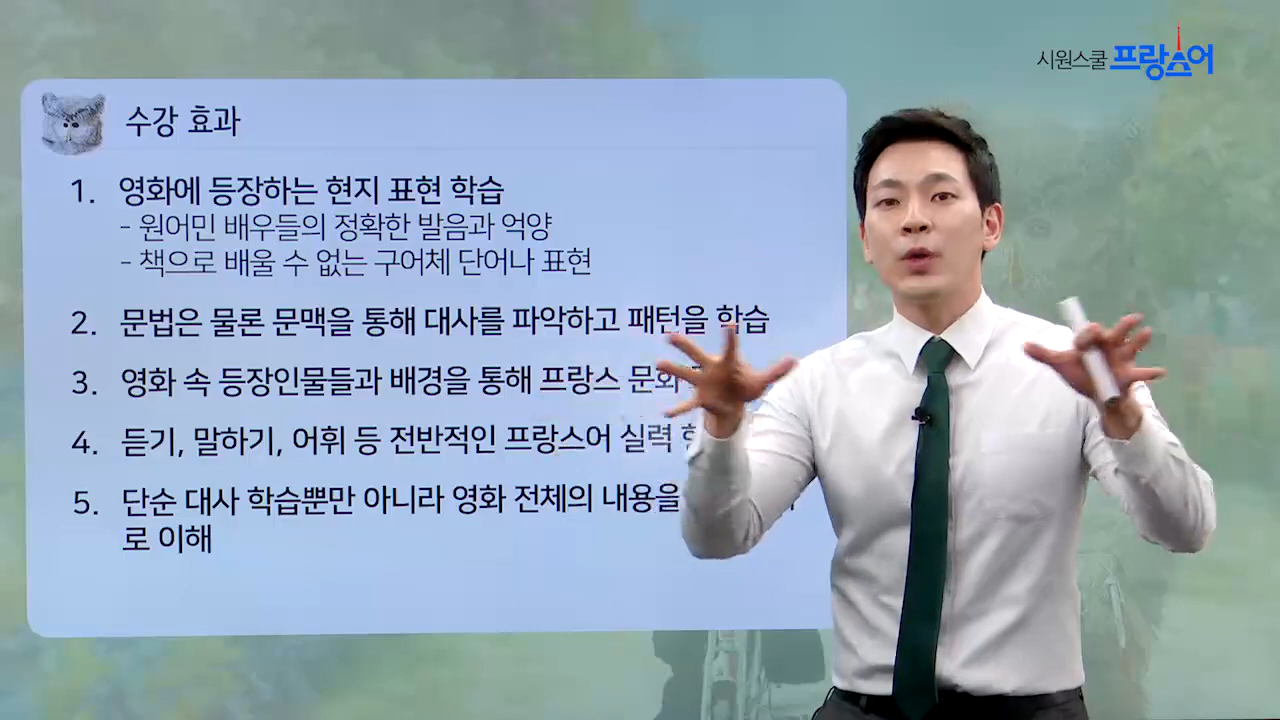 시원스쿨 프랑스어
수강 효과
1. 영화에 등장하는 현지 표현 학습
- 원어민 배우들의 정확한 발음과 억양
- 책으로 배울 수 없는 구어체 단어나 표현
2. 문법은 물론 문맥을 통해 대사를 파악하고 패턴을 학습
3. 영화 속 등장인물들과 배경을 통해 프랑스 문화
4. 듣기, 말하기, 어휘 등 전반적인 프랑스어 실력
5. 단순 대사 학습뿐만 아니라 영화 전체의 내용을
로 이해